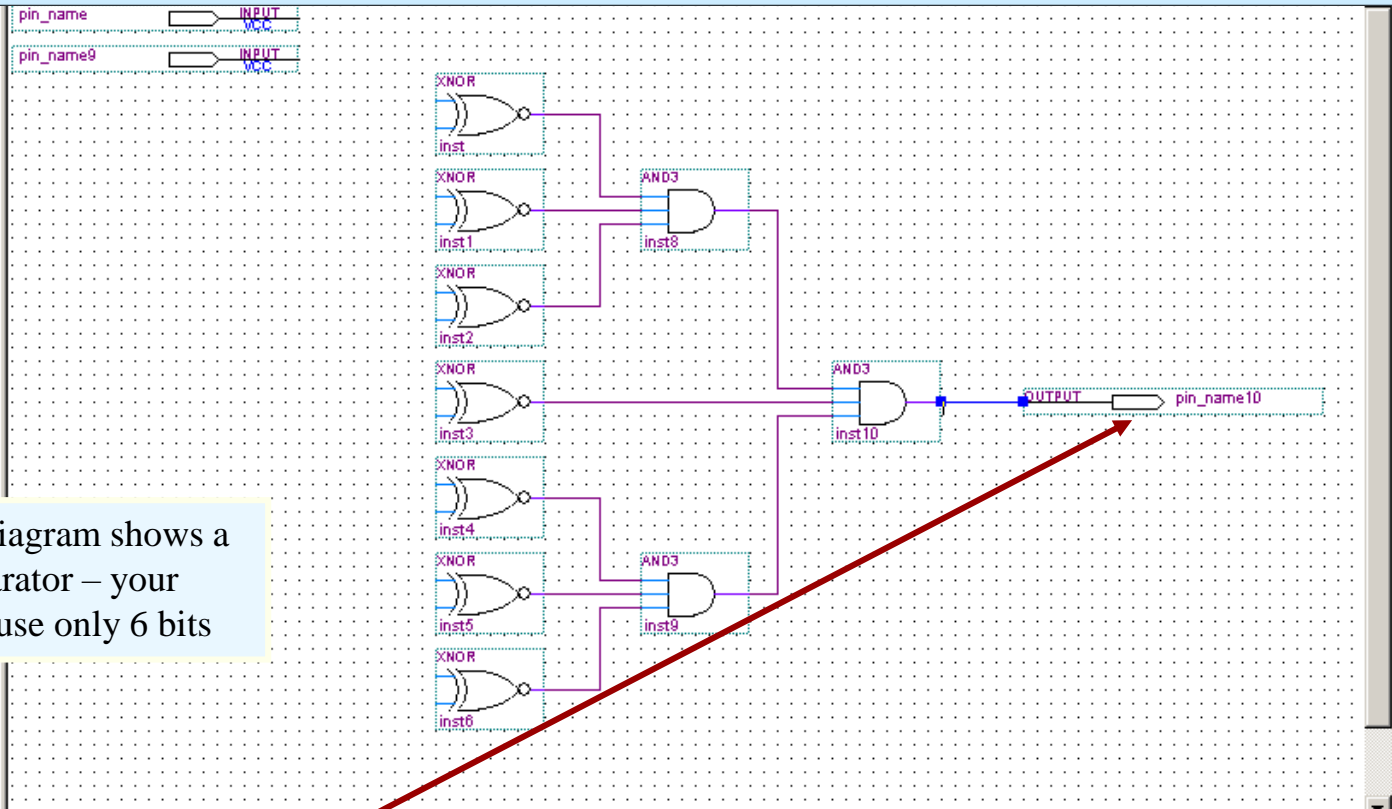 pin_name INPUT
VCC
pin_name9 INPUT
VCC
XNOR
inst
XNOR
inst1
AND3
inst8
XNOR
inst2
XNOR
inst3
AND3
inst10
OUTPUT pin_name10
XNOR
inst4
iagram shows a
rator – your
use only 6 bits
XNOR
inst5
AND3
inst9
XNOR
inst6